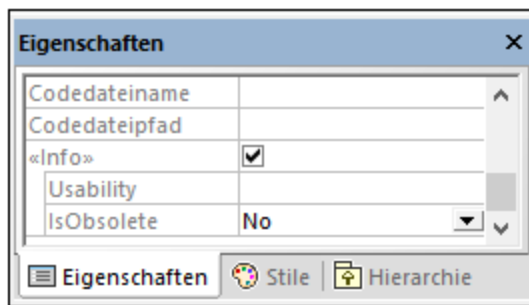 Eigenschaften
Codedateiname
Codedateipfad
«Info»
Usability
IsObsolete No
Eigenschaften Stile Hierarchie